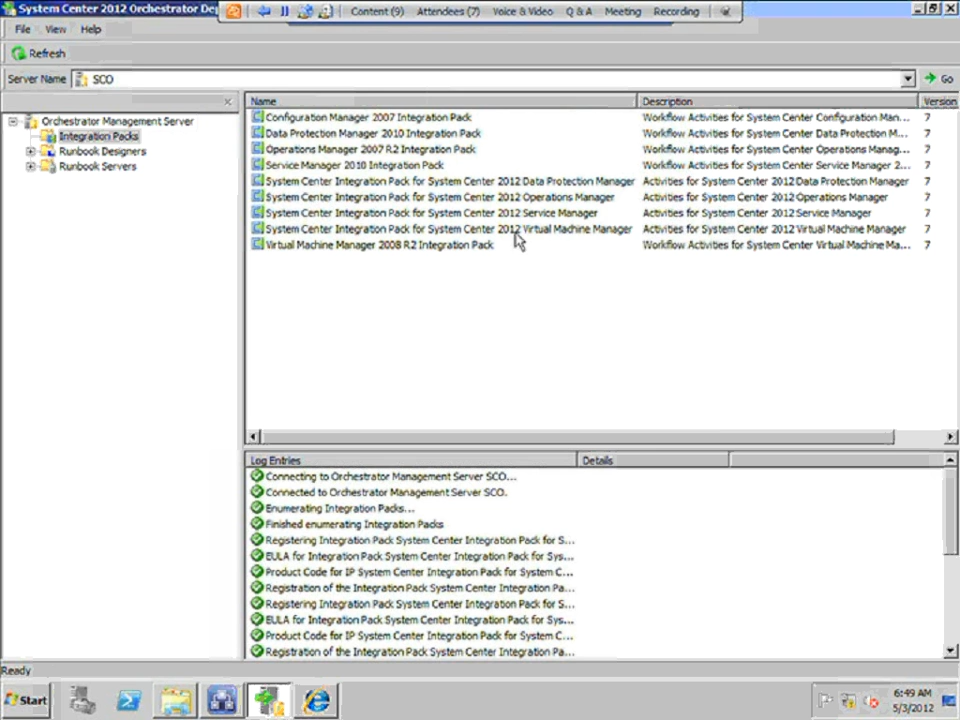 System Center 2012 Orchestrator Dep
Content (9) Attendees (7) Voice & Video Q & A Meeting Recording
File View Help
Refresh
Server Name SCO Go
Name Description Version
Orchestrator Management Server
Integration Packs
Runbook Designers
Runbook Servers
Configuration Manager 2007 Integration Pack Workflow Activities for System Center Configuration Man... 7
Data Protection Manager 2010 Integration Pack Workflow Activities for System Center Data Protection M... 7
Operations Manager 2007 R2 Integration Pack Workflow Activities for System Center Operations Manag... 7
Service Manager 2010 Integration Pack Workflow Activities for System Center Service Manager 2... 7
System Center Integration Pack for System Center 2012 Data Protection Manager Activities for System Center 2012 Data Protection Manager 7
System Center Integration Pack for System Center 2012 Operations Manager Activities for System Center 2012 Operations Manager 7
System Center Integration Pack for System Center 2012 Service Manager Activities for System Center 2012 Service Manager 7
System Center Integration Pack for System Center 2012 Virtual Machine Manager Activities for System Center 2012 Virtual Machine Manager 7
Virtual Machine Manager 2008 R2 Integration Pack Workflow Activities for System Center Virtual Machine Ma... 7
Log Entries Details
Connecting to Orchestrator Management Server SCO...
Connected to Orchestrator Management Server SCO.
Enumerating Integration Packs...
Finished enumerating Integration Packs
Registering Integration Pack System Center Integration Pack for S...
EULA for Integration Pack System Center Integration Pack for Sys...
Product Code for IP System Center Integration Pack for System C...
Registration of the Integration Pack System Center Integration Pa...
Registering Integration Pack System Center Integration Pack for S...
EULA for Integration Pack System Center Integration Pack for Sys...
Product Code for IP System Center Integration Pack for System C...
Registration of the Integration Pack System Center Integration Pa...
Ready
Start 6:49 AM
5/3/2012